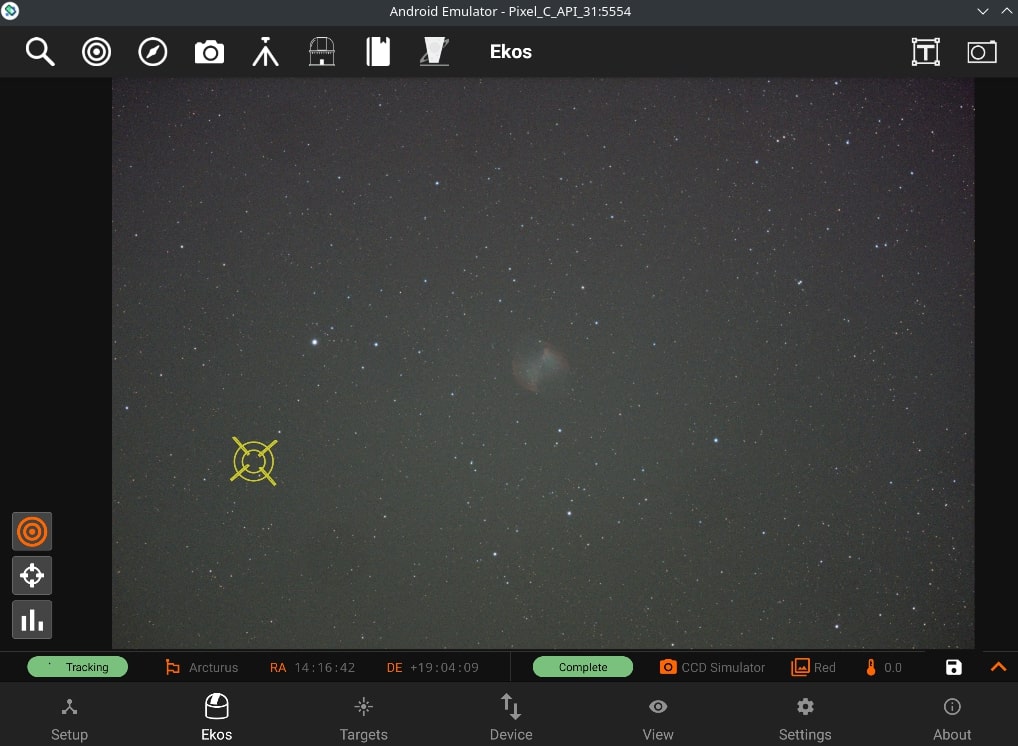 Android Emulator - Pixel_C_API_31:5554
Ekos
T
Tracking Arcturus RA 14:16:42 DE +19:04:09 Complete CCD Simulator Red 0.0
Setup Ekos Targets Device View Settings About